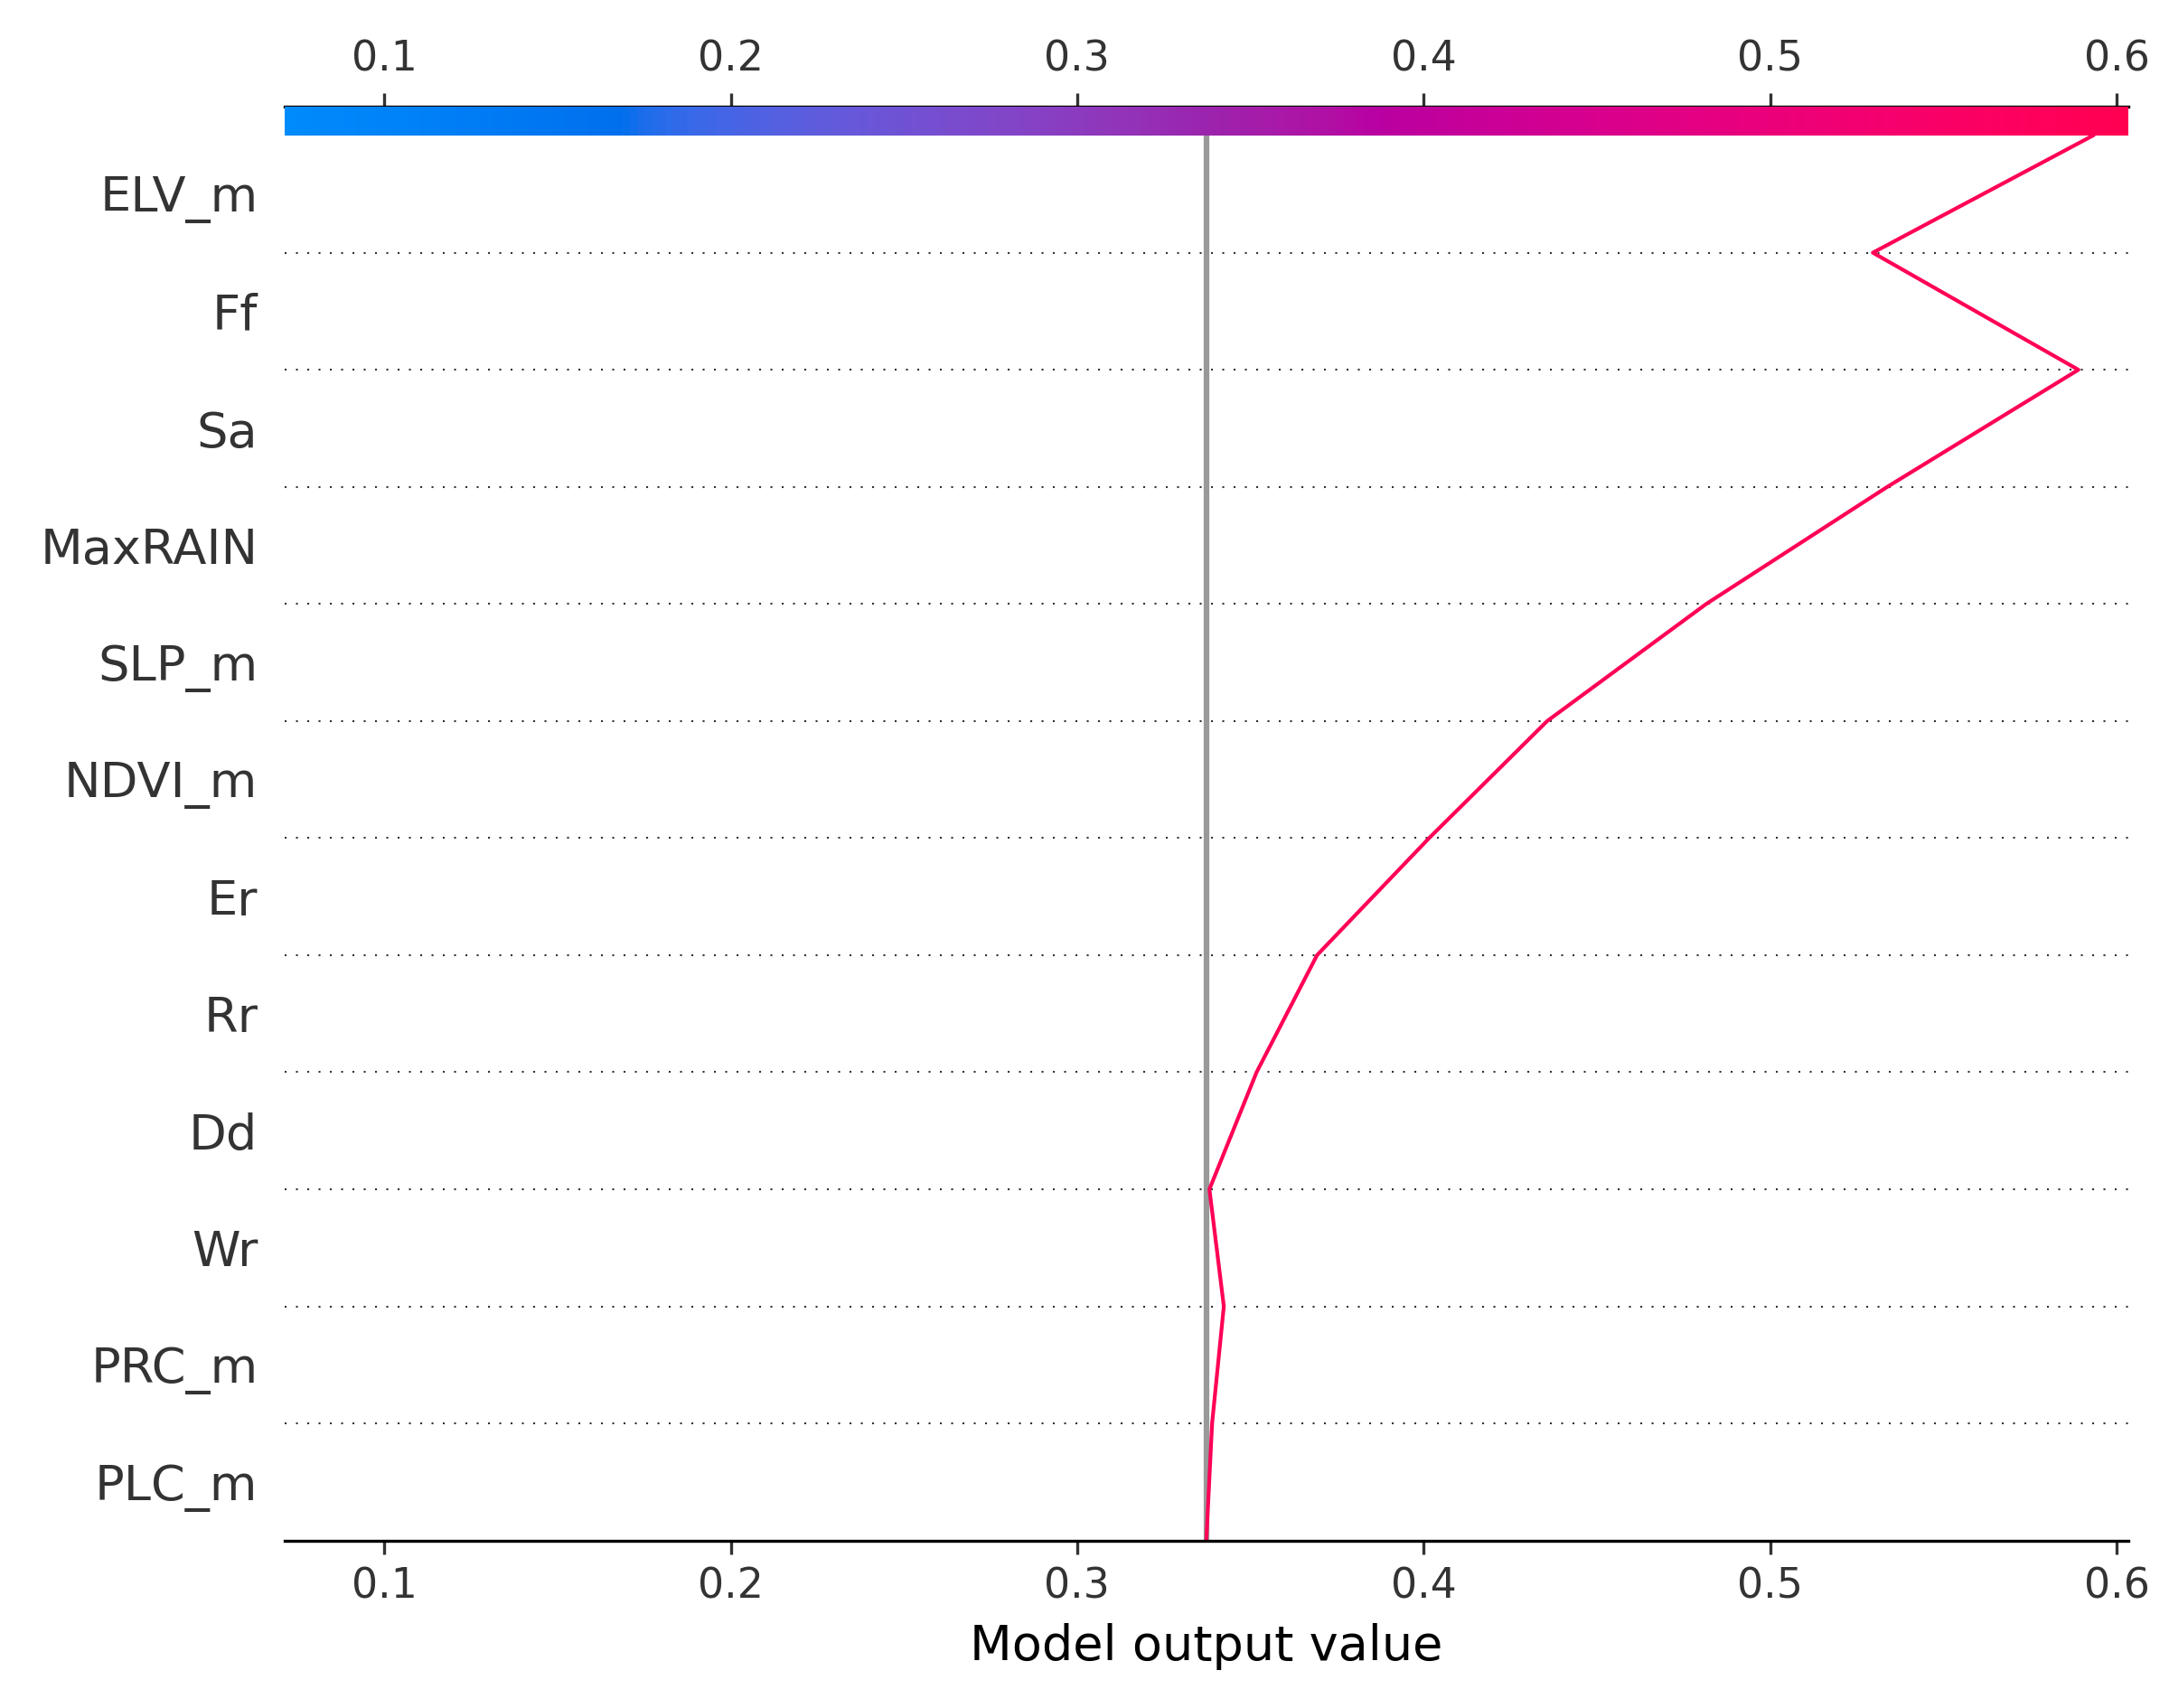 0.1 0.2 0.3 0.4 0.5 0.6
ELV_m
Ff
Sa
MaxRAIN
SLP_m
NDVI_m
Er
Rr
Dd
Wr
PRC_m
PLC_m
0.1 0.2 0.3 0.4 0.5 0.6
Model output value